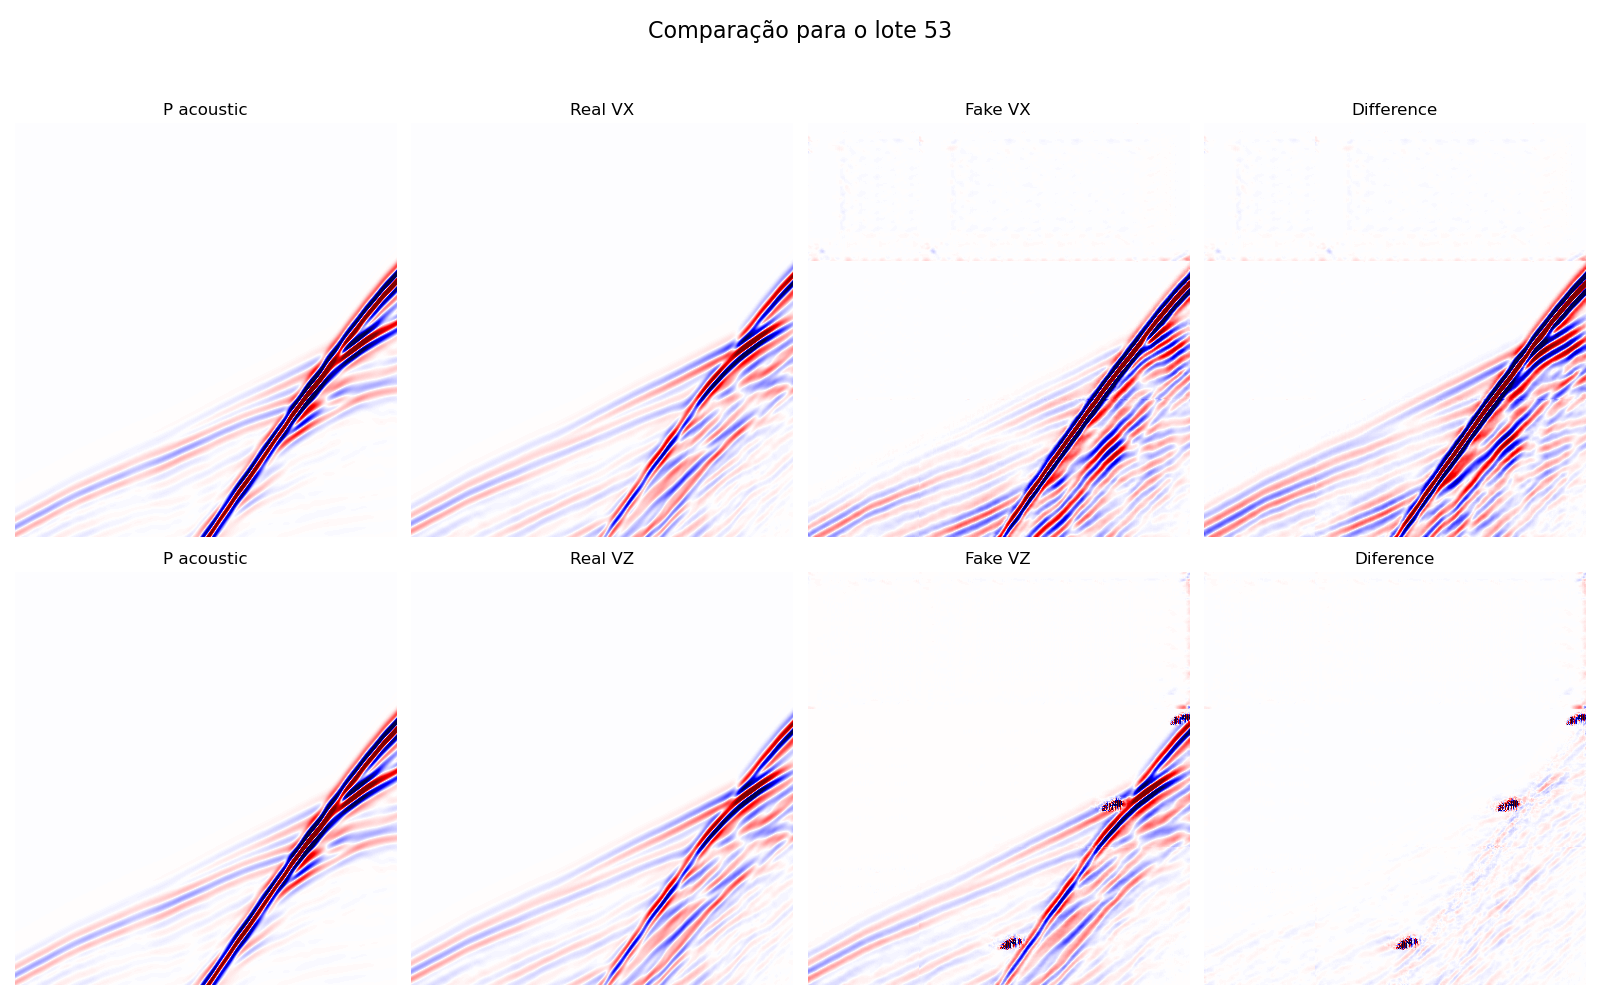 Comparação para o lote 53
P acoustic
Real VX
Fake VX
Difference
P acoustic
Real VZ
Fake VZ
Diference